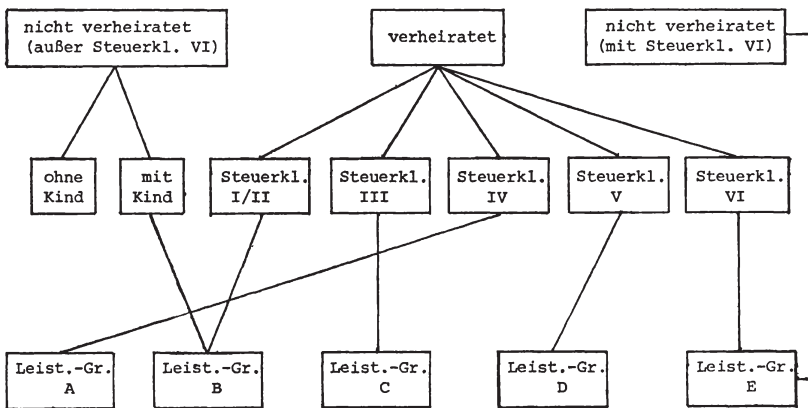 nicht verheiratet
(außer Steuerkl. VI)
verheiratet
nicht verheiratet
(mit Steuerkl. VI)
ohne
Kind
mit
Kind
Steuerkl.
I/II
Steuerkl.
III
Steuerkl.
IV
Steuerkl.
V
Steuerkl.
VI
Leist.-Gr.
A
Leist.-Gr.
B
Leist.-Gr.
C
Leist.-Gr.
D
Leist.-Gr.
E